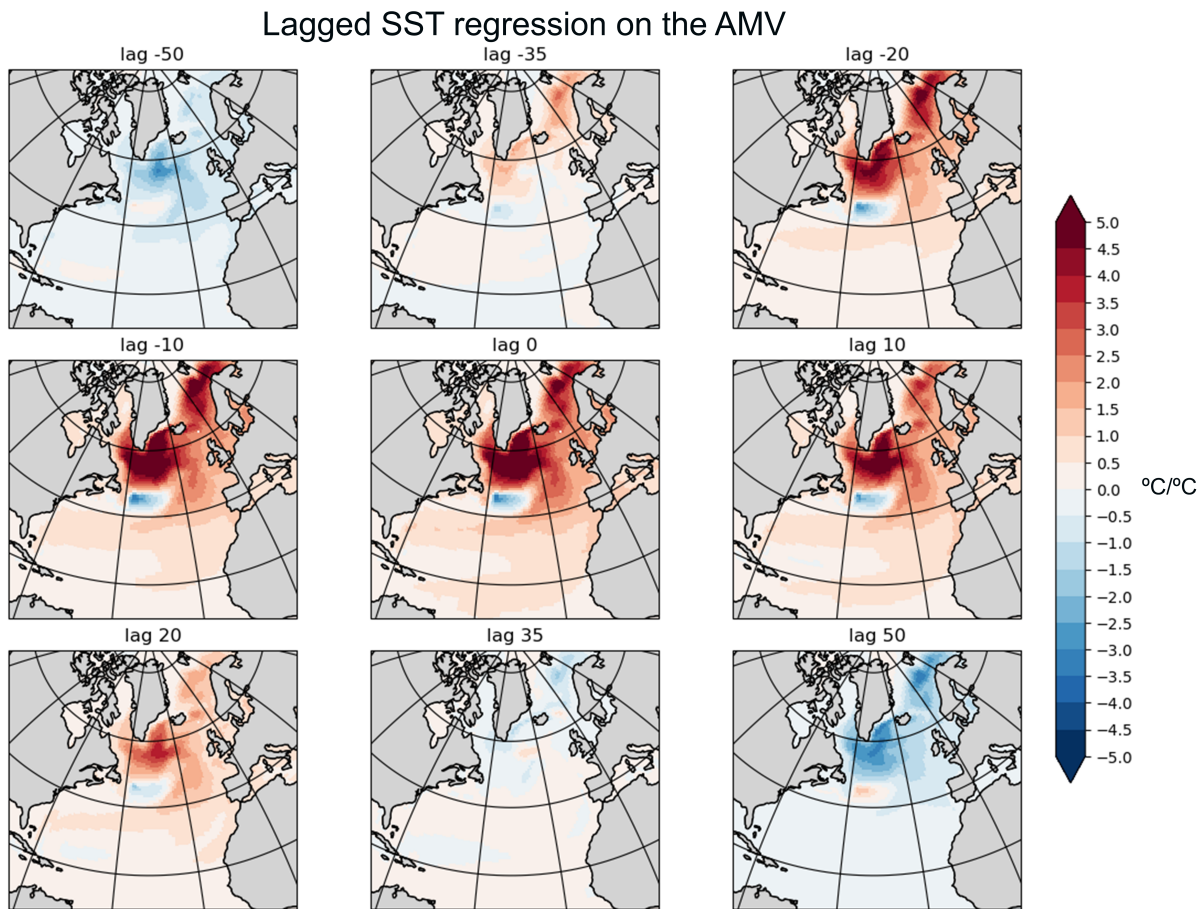 Lagged SST regression on the AMV
lag -50
lag -35
lag -20
lag -10
lag 0
lag 10
lag 20
lag 35
lag 50
5.0
4.5
4.0
3.5
3.0
2.5
2.0
1.5
1.0
0.5
0.0
−0.5
−1.0
−1.5
−2.0
−2.5
−3.0
−3.5
−4.0
−4.5
−5.0
ºC/ºC